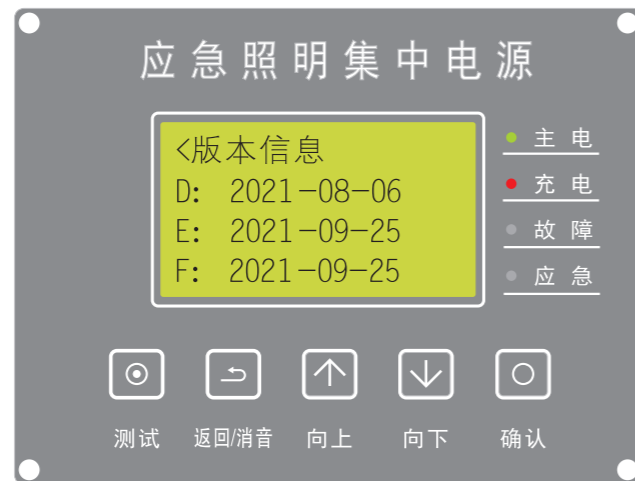 应急照明集中电源
<版本信息
D: 2021-08-06
E: 2021-09-25
F: 2021-09-25
主电
充电
故障
应急
测试 返回/消音 向上 向下 确认